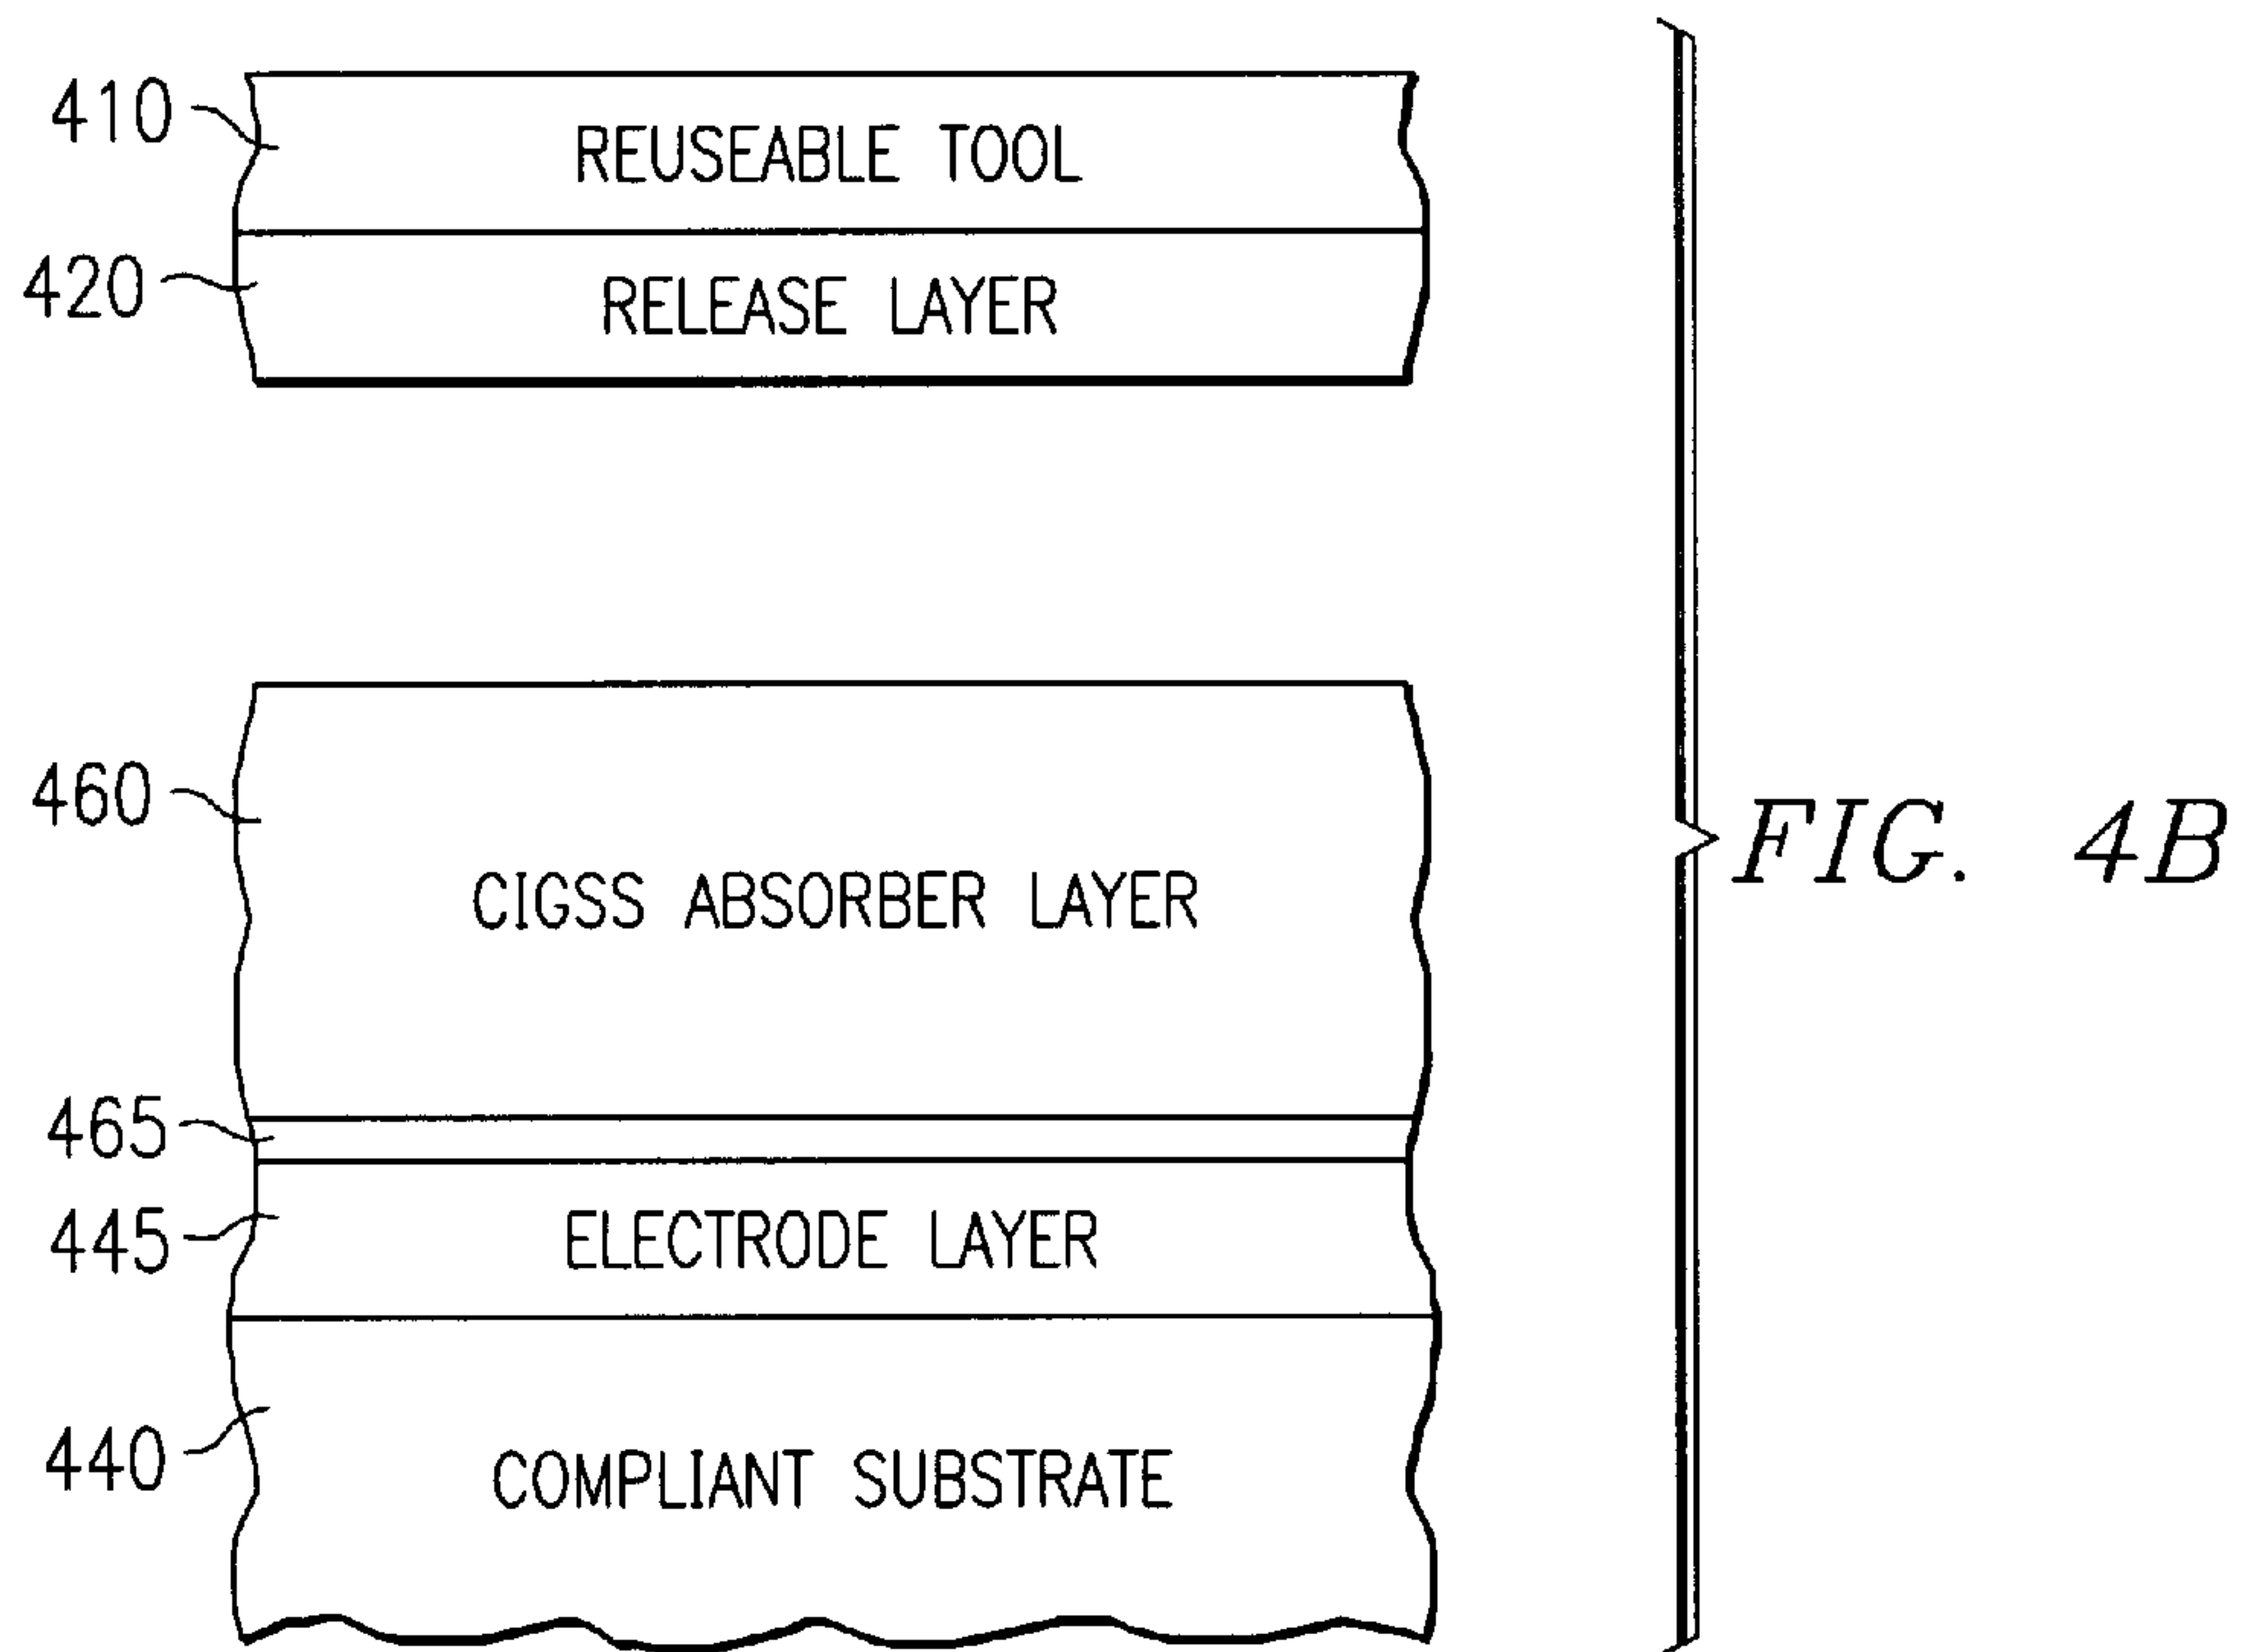 410
REUSEABLE TOOL
420
RELEASE LAYER
460
CIGSS ABSORBER LAYER
FIG. 4B
465
445
ELECTRODE LAYER
440
COMPLIANT SUBSTRATE